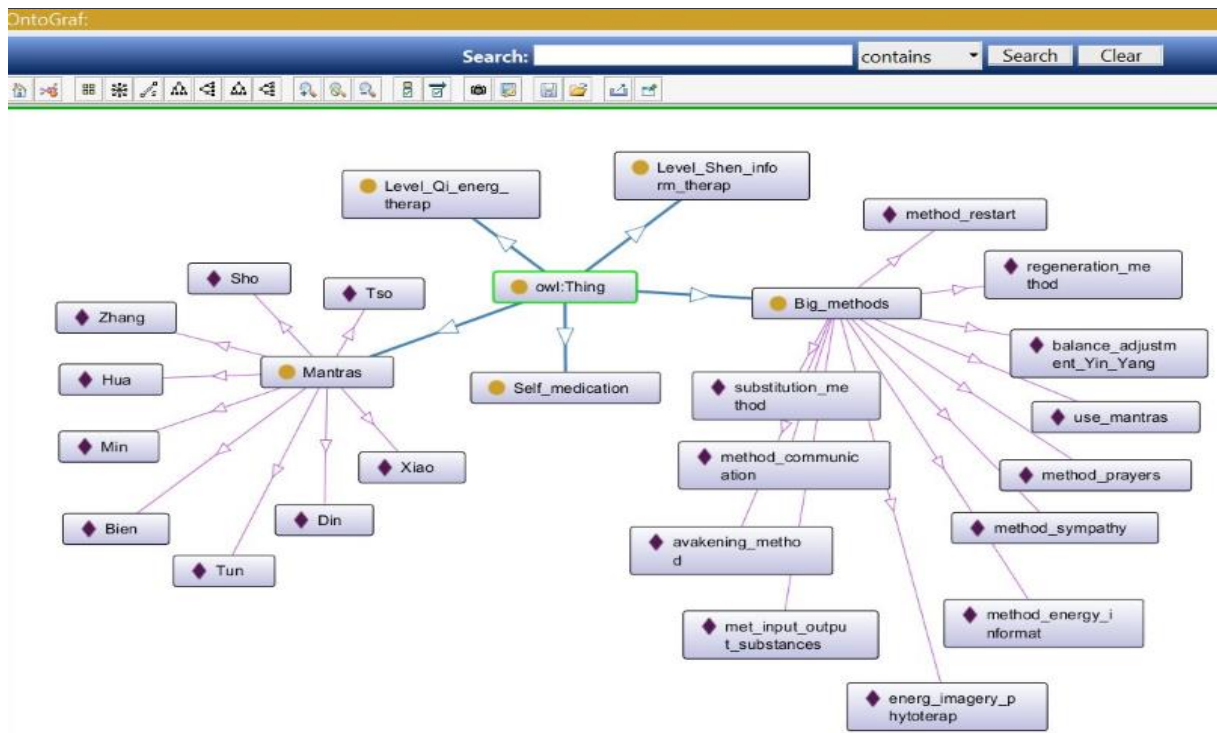 OntoGraf:
Search:
contains
Search
Clear
Level_Qi_energ_
therap
Level_Shen_info
rm_therap
method_restart
Sho
Tso
owl:Thing
regeneration_me
thod
Zhang
Big_methods
balance_adjustm
ent_Yin_Yang
Hua
Mantras
Self_medication
substitution_me
thod
use_mantras
Min
Xiao
method_communic
ation
method_prayers
Bien
Din
avakening_metho
d
method_sympathy
Tun
met_input_outpu
t_substances
method_energy_i
nformat
energ_imagery_p
hytoterap